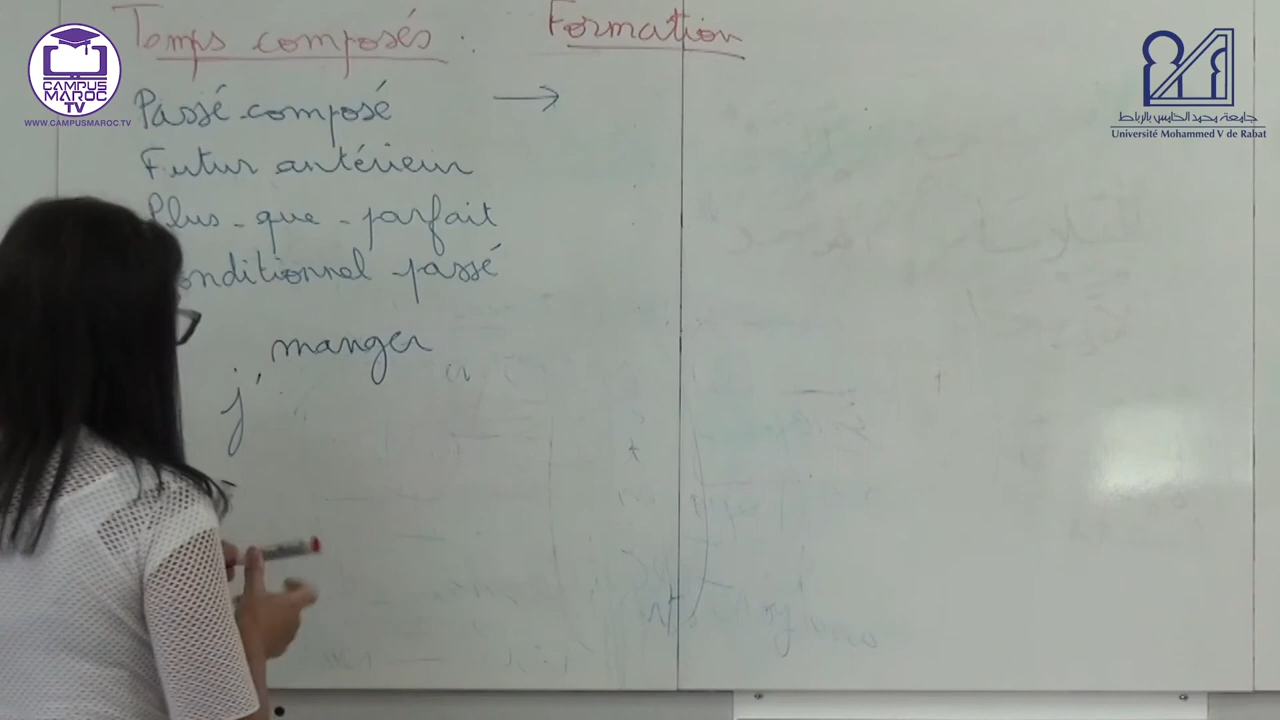 Temps composés : Formation
Passé composé →
Futur antérieur
Plus-que-parfait
onditionnel passé
manger
j'
CAMPUS
MAROC
TV
WWW.CAMPUSMAROC.TV
جامعة محمد الخامس بالرباط
Université Mohammed V de Rabat